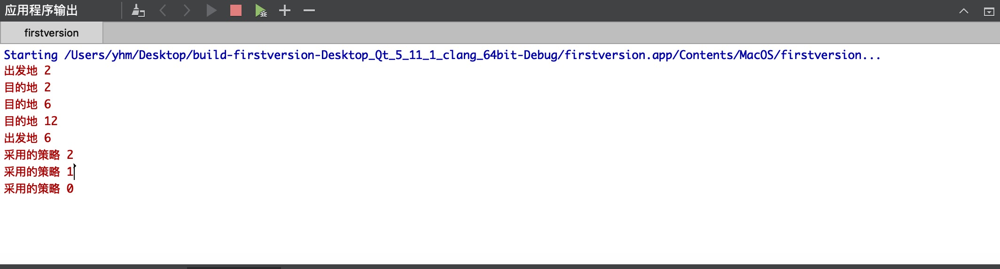 应用程序输出
firstversion
Starting /Users/yhm/Desktop/build-firstversion-Desktop_Qt_5_11_1_clang_64bit-Debug/firstversion.app/Contents/MacOS/firstversion...
出发地 2
目的地 2
目的地 6
目的地 12
出发地 6
采用的策略 2
采用的策略 1
采用的策略 0